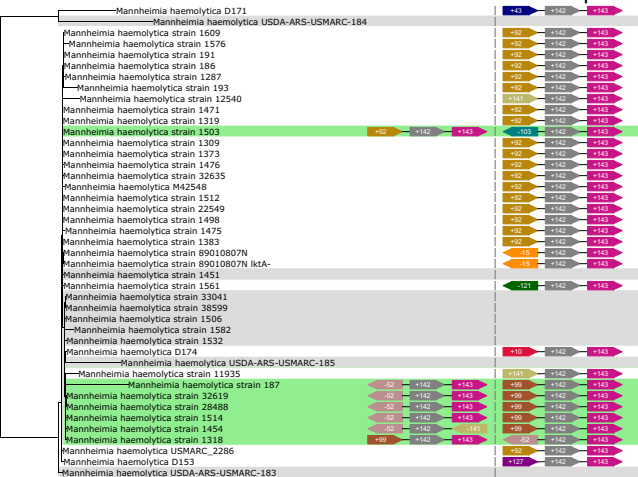 Mannheimia haemolytica D171 +43 +142 +143
Mannheimia haemolytica USDA-ARS-USMARC-184
Mannheimia haemolytica strain 1609 +92 +142 +143
Mannheimia haemolytica strain 1576 +92 +142 +143
Mannheimia haemolytica strain 191 +92 +142 +143
Mannheimia haemolytica strain 186 +92 +142 +143
Mannheimia haemolytica strain 1287 +92 +142 +143
Mannheimia haemolytica strain 193 +92 +142 +143
Mannheimia haemolytica strain 12540 +141 +142 +143
Mannheimia haemolytica strain 1471 +92 +142 +143
Mannheimia haemolytica strain 1319 +92 +142 +143
Mannheimia haemolytica strain 1503 +92 +142 +143 -103 +142 +143
Mannheimia haemolytica strain 1309 +92 +142 +143
Mannheimia haemolytica strain 1373 +92 +142 +143
Mannheimia haemolytica strain 1476 +92 +142 +143
Mannheimia haemolytica strain 32635 +92 +142 +143
Mannheimia haemolytica M42548 +92 +142 +143
Mannheimia haemolytica strain 1512 +92 +142 +143
Mannheimia haemolytica strain 22549 +92 +142 +143
Mannheimia haemolytica strain 1498 +92 +142 +143
Mannheimia haemolytica strain 1475 +92 +142 +143
Mannheimia haemolytica strain 1383 +92 +142 +143
Mannheimia haemolytica strain 89010807N -15 +142 +143
Mannheimia haemolytica strain 89010807N lktA- -15 +142 +143
Mannheimia haemolytica strain 1451
Mannheimia haemolytica strain 1561 -121 +142 +143
Mannheimia haemolytica strain 33041
Mannheimia haemolytica strain 38599
Mannheimia haemolytica strain 1506
Mannheimia haemolytica strain 1582
Mannheimia haemolytica strain 1532
Mannheimia haemolytica D174 +10 +142 +143
Mannheimia haemolytica USDA-ARS-USMARC-185
Mannheimia haemolytica strain 11935 +141 +142 +143
Mannheimia haemolytica strain 187 -52 +142 +143 +99 +142 +143
Mannheimia haemolytica strain 32619 -52 +142 +143 +99 +142 +143
Mannheimia haemolytica strain 28488 -52 +142 +143 +99 +142 +143
Mannheimia haemolytica strain 1514 -52 +142 +143 +99 +142 +143
Mannheimia haemolytica strain 1454 -52 +142 -141 +99 +142 +143
Mannheimia haemolytica strain 1318 +99 +142 +143 -52 +142 +143
Mannheimia haemolytica USMARC_2286 +92 +142 +143
Mannheimia haemolytica D153 +127 +142 +143
Mannheimia haemolytica USDA-ARS-USMARC-183